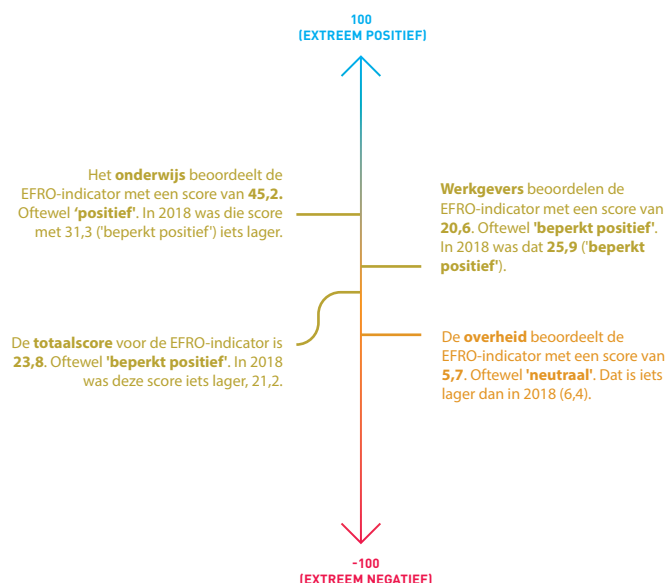 100
(EXTREEM POSITIEF)
Het onderwijs beoordeelt de
EFRO-indicator met een score van 45,2.
Oftewel ‘positief'. In 2018 was die score
met 31,3 ('beperkt positief') iets lager.
Werkgevers beoordelen de
EFRO-indicator met een score van
20,6. Oftewel 'beperkt positief'.
In 2018 was dat 25,9 ('beperkt
positief').
De totaalscore voor de EFRO-indicator is
23,8. Oftewel 'beperkt positief'. In 2018
was deze score iets lager, 21,2.
De overheid beoordeelt de
EFRO-indicator met een score van
5,7. Oftewel 'neutraal'. Dat is iets
lager dan in 2018 (6,4).
-100
(EXTREEM NEGATIEF)